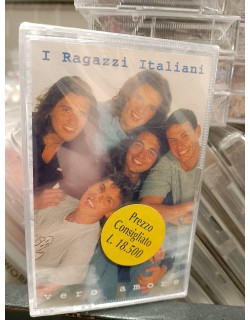 I Ragazzi Italiani
Prezzo
Consigliato
L. 18.500
vero amore